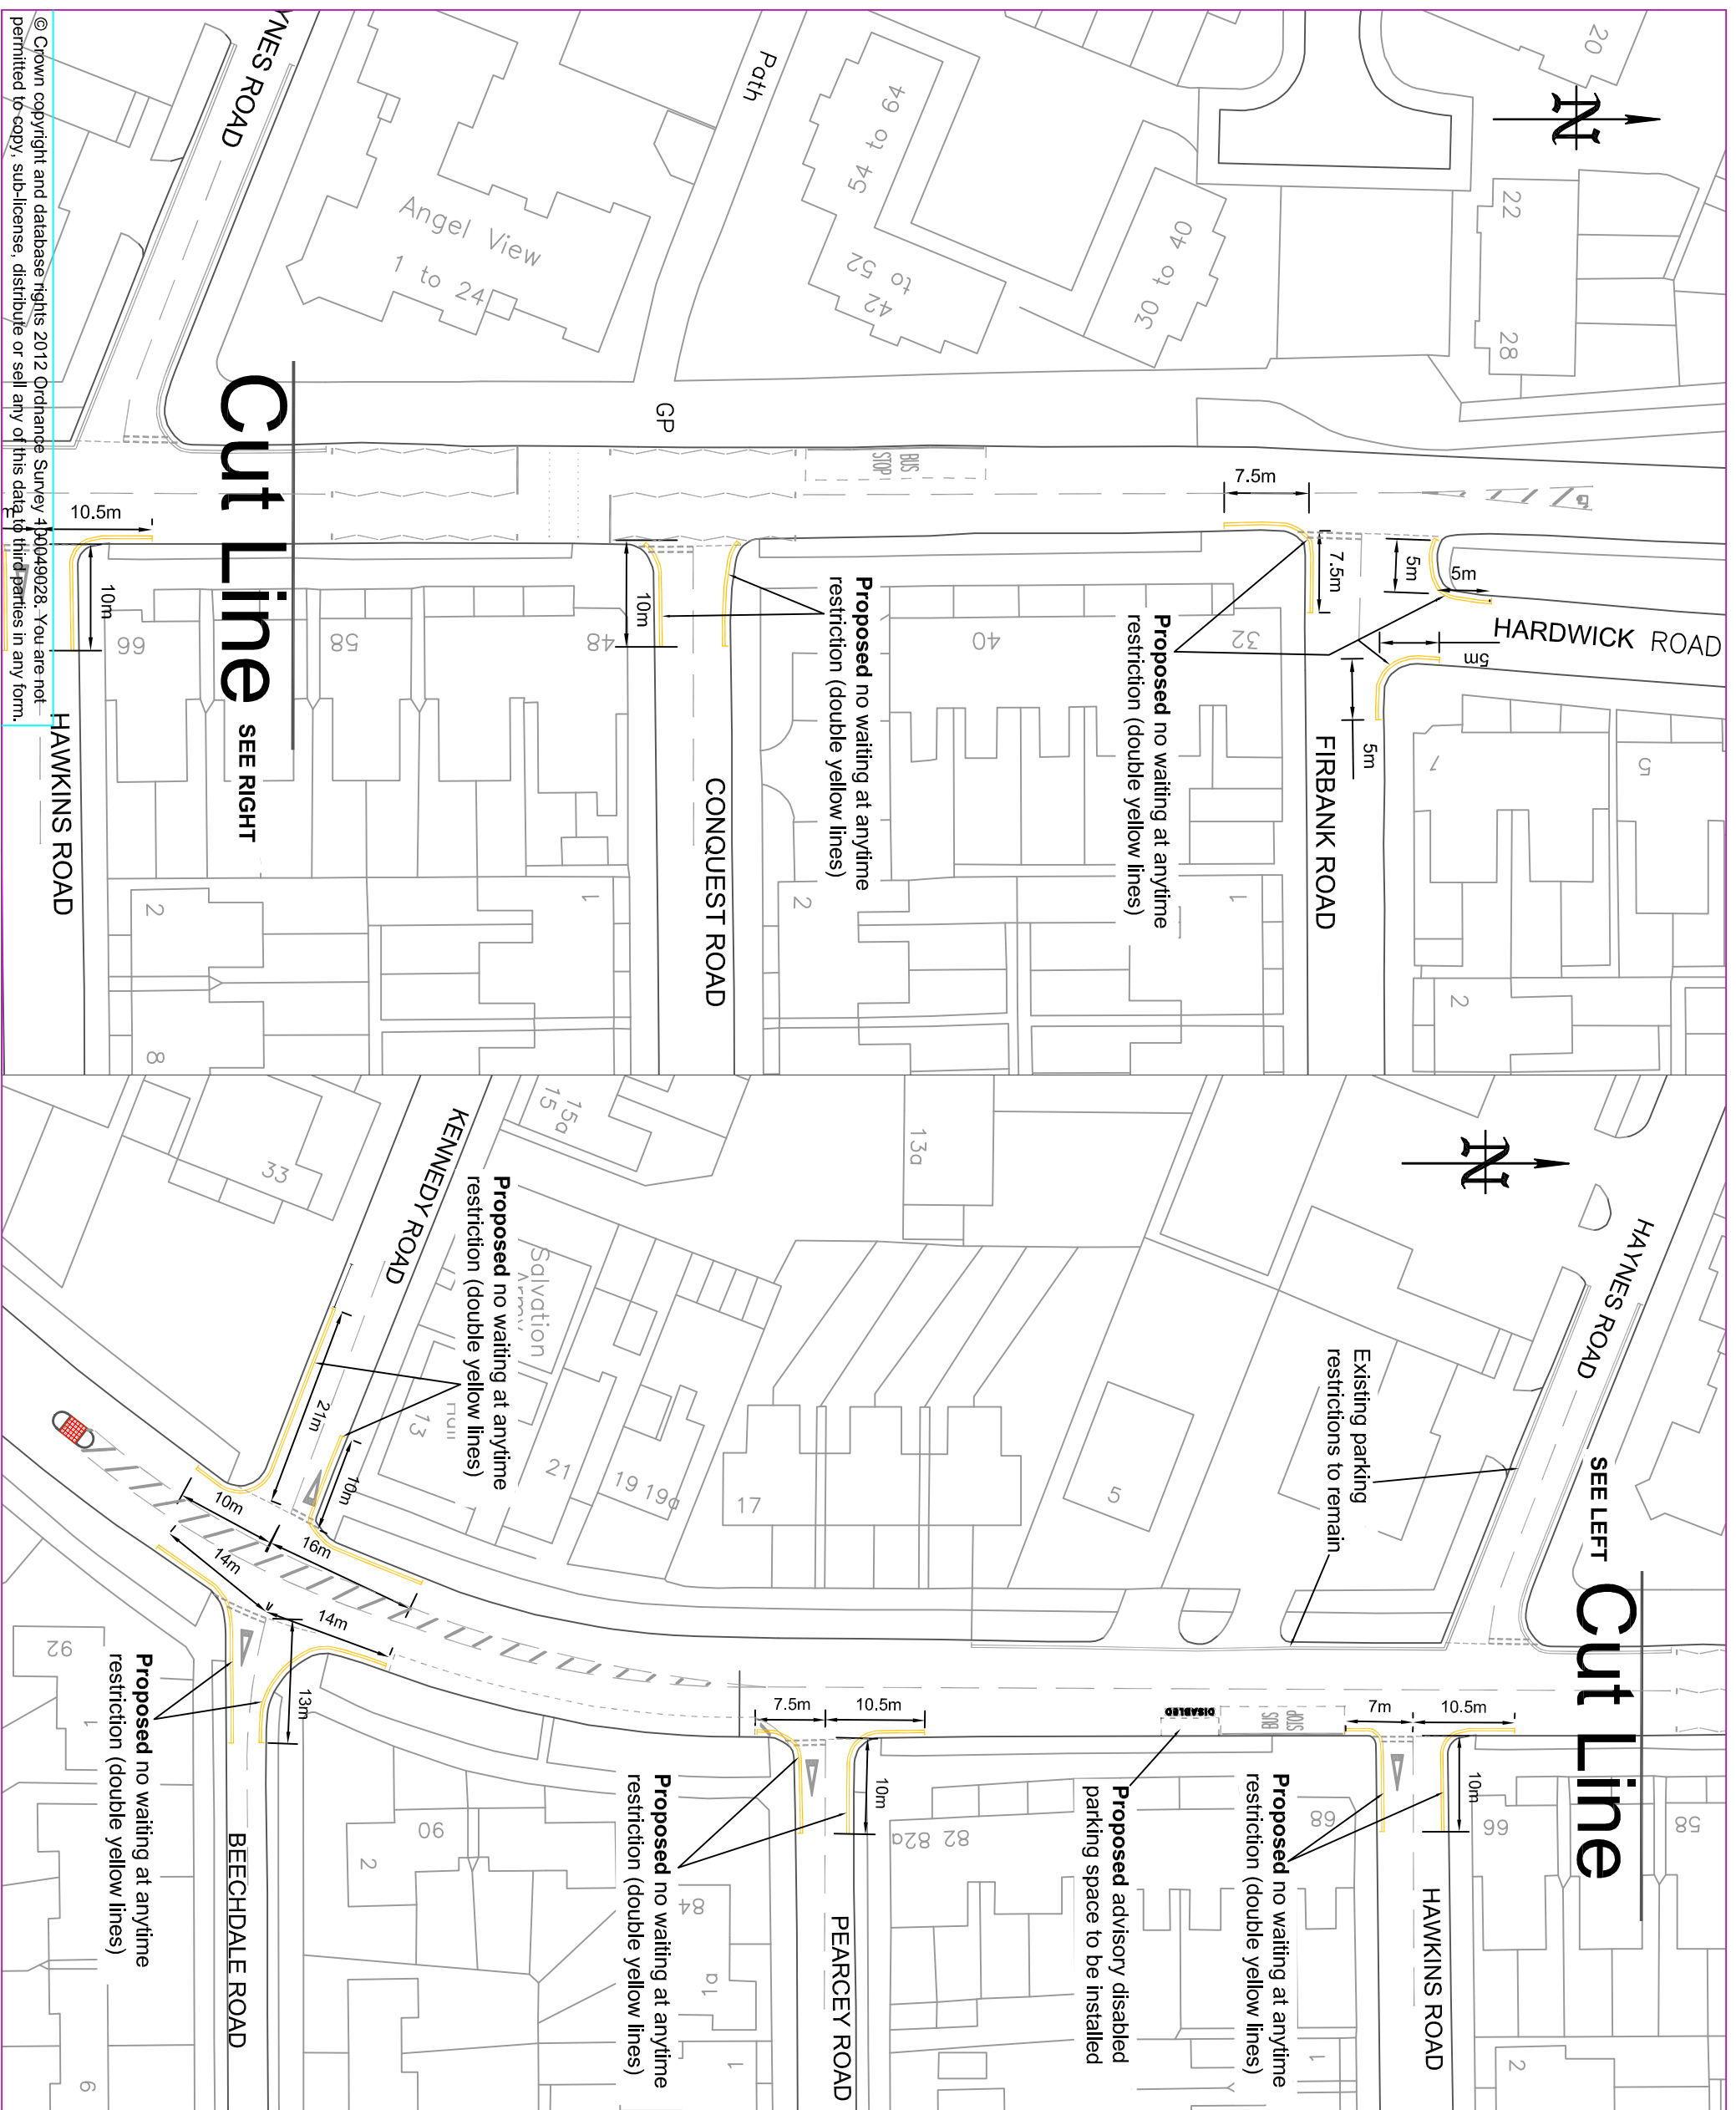 YNES ROAD
Path
54 to 64
42
to 52
30 to 40
20
22
28
N
Angel View
1 to 24
GP
BUS
STOP
Cut Line
SEE RIGHT
10.5m
10m
66
58
48
10m
40
32
7.5m
7.5m
5m
5m
5m
5m
HARDWICK ROAD
FIRBANK ROAD
CONQUEST ROAD
HAWKINS ROAD
Proposed no waiting at anytime
restriction (double yellow lines)
Proposed no waiting at anytime
restriction (double yellow lines)
1
5
2
8
1
2
1
2
© Crown copyright and database rights 2012 Ordnance Survey 100049028. You are not
permitted to copy, sub-license, distribute or sell any of this data to third parties in any form.
N
HAYNES ROAD
SEE LEFT
Cut Line
Existing parking
restrictions to remain
KENNEDY ROAD
33
15a
15
13a
Salvation
Army
Hall
13
21
19 19a
17
5
Proposed no waiting at anytime
restriction (double yellow lines)
21m
10m
10m
16m
14m
14m
13m
7.5m
10.5m
10m
7m
10.5m
10m
DISABLED
BUS
STOP
Proposed no waiting at anytime
restriction (double yellow lines)
Proposed no waiting at anytime
restriction (double yellow lines)
Proposed advisory disabled
parking space to be installed
Proposed no waiting at anytime
restriction (double yellow lines)
BEECHDALE ROAD
PEARCEY ROAD
HAWKINS ROAD
92
1
9
90
2
84
1a
1
82a 82
68
1
66
58
2